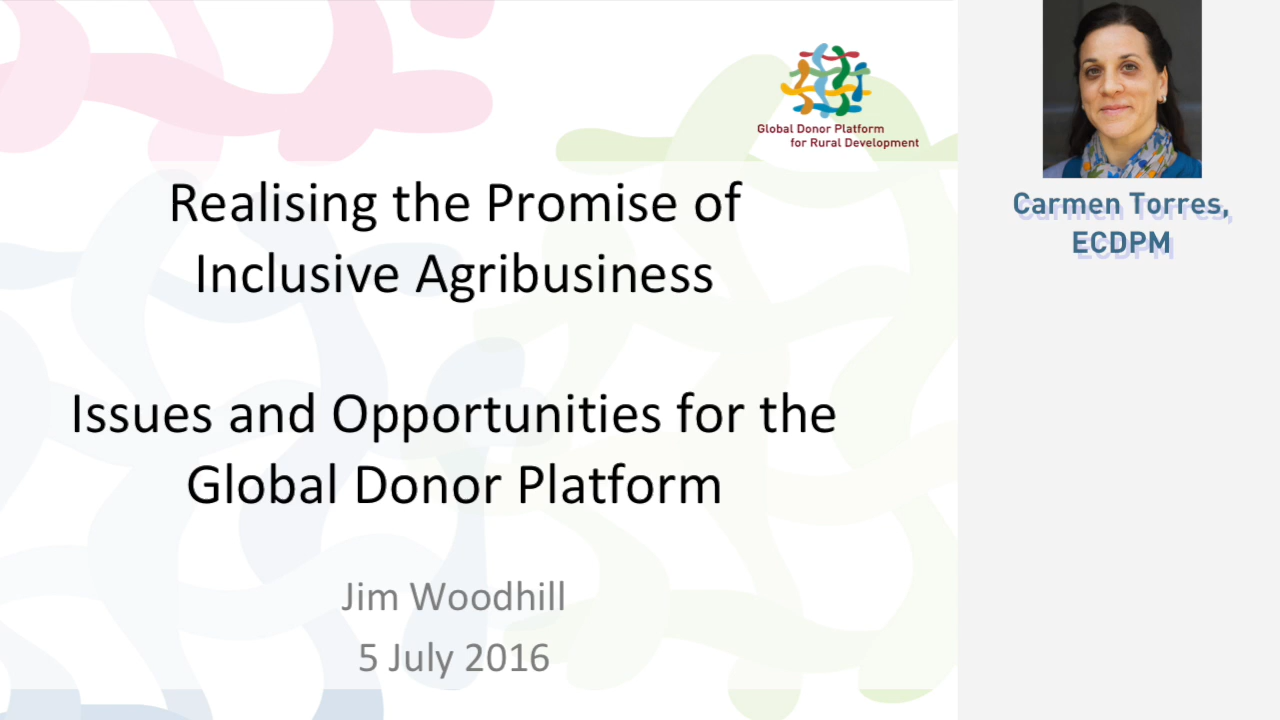 Global Donor Platform
for Rural Development
Realising the Promise of
Inclusive Agribusiness
Issues and Opportunities for the
Global Donor Platform
Jim Woodhill
5 July 2016
Carmen Torres,
ECDPM